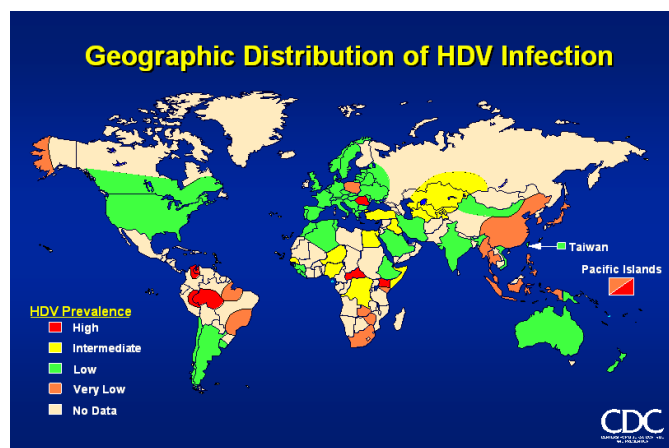 Geographic Distribution of HDV Infection
Taiwan
Pacific Islands
HDV Prevalence
High
Intermediate
Low
Very Low
No Data
CDC